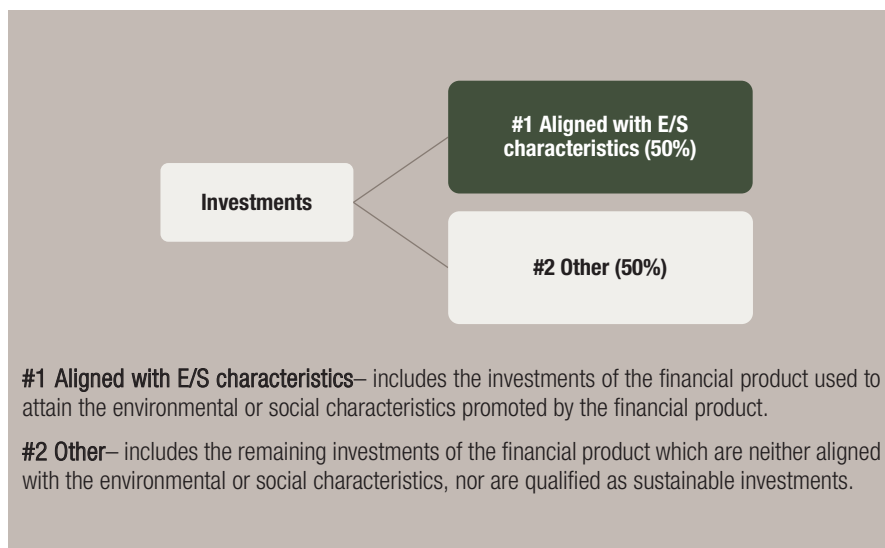 #1 Aligned with E/S
characteristics (50%)
Investments
#2 Other (50%)
#1 Aligned with E/S characteristics– includes the investments of the financial product used to
attain the environmental or social characteristics promoted by the financial product.
#2 Other– includes the remaining investments of the financial product which are neither aligned
with the environmental or social characteristics, nor are qualified as sustainable investments.